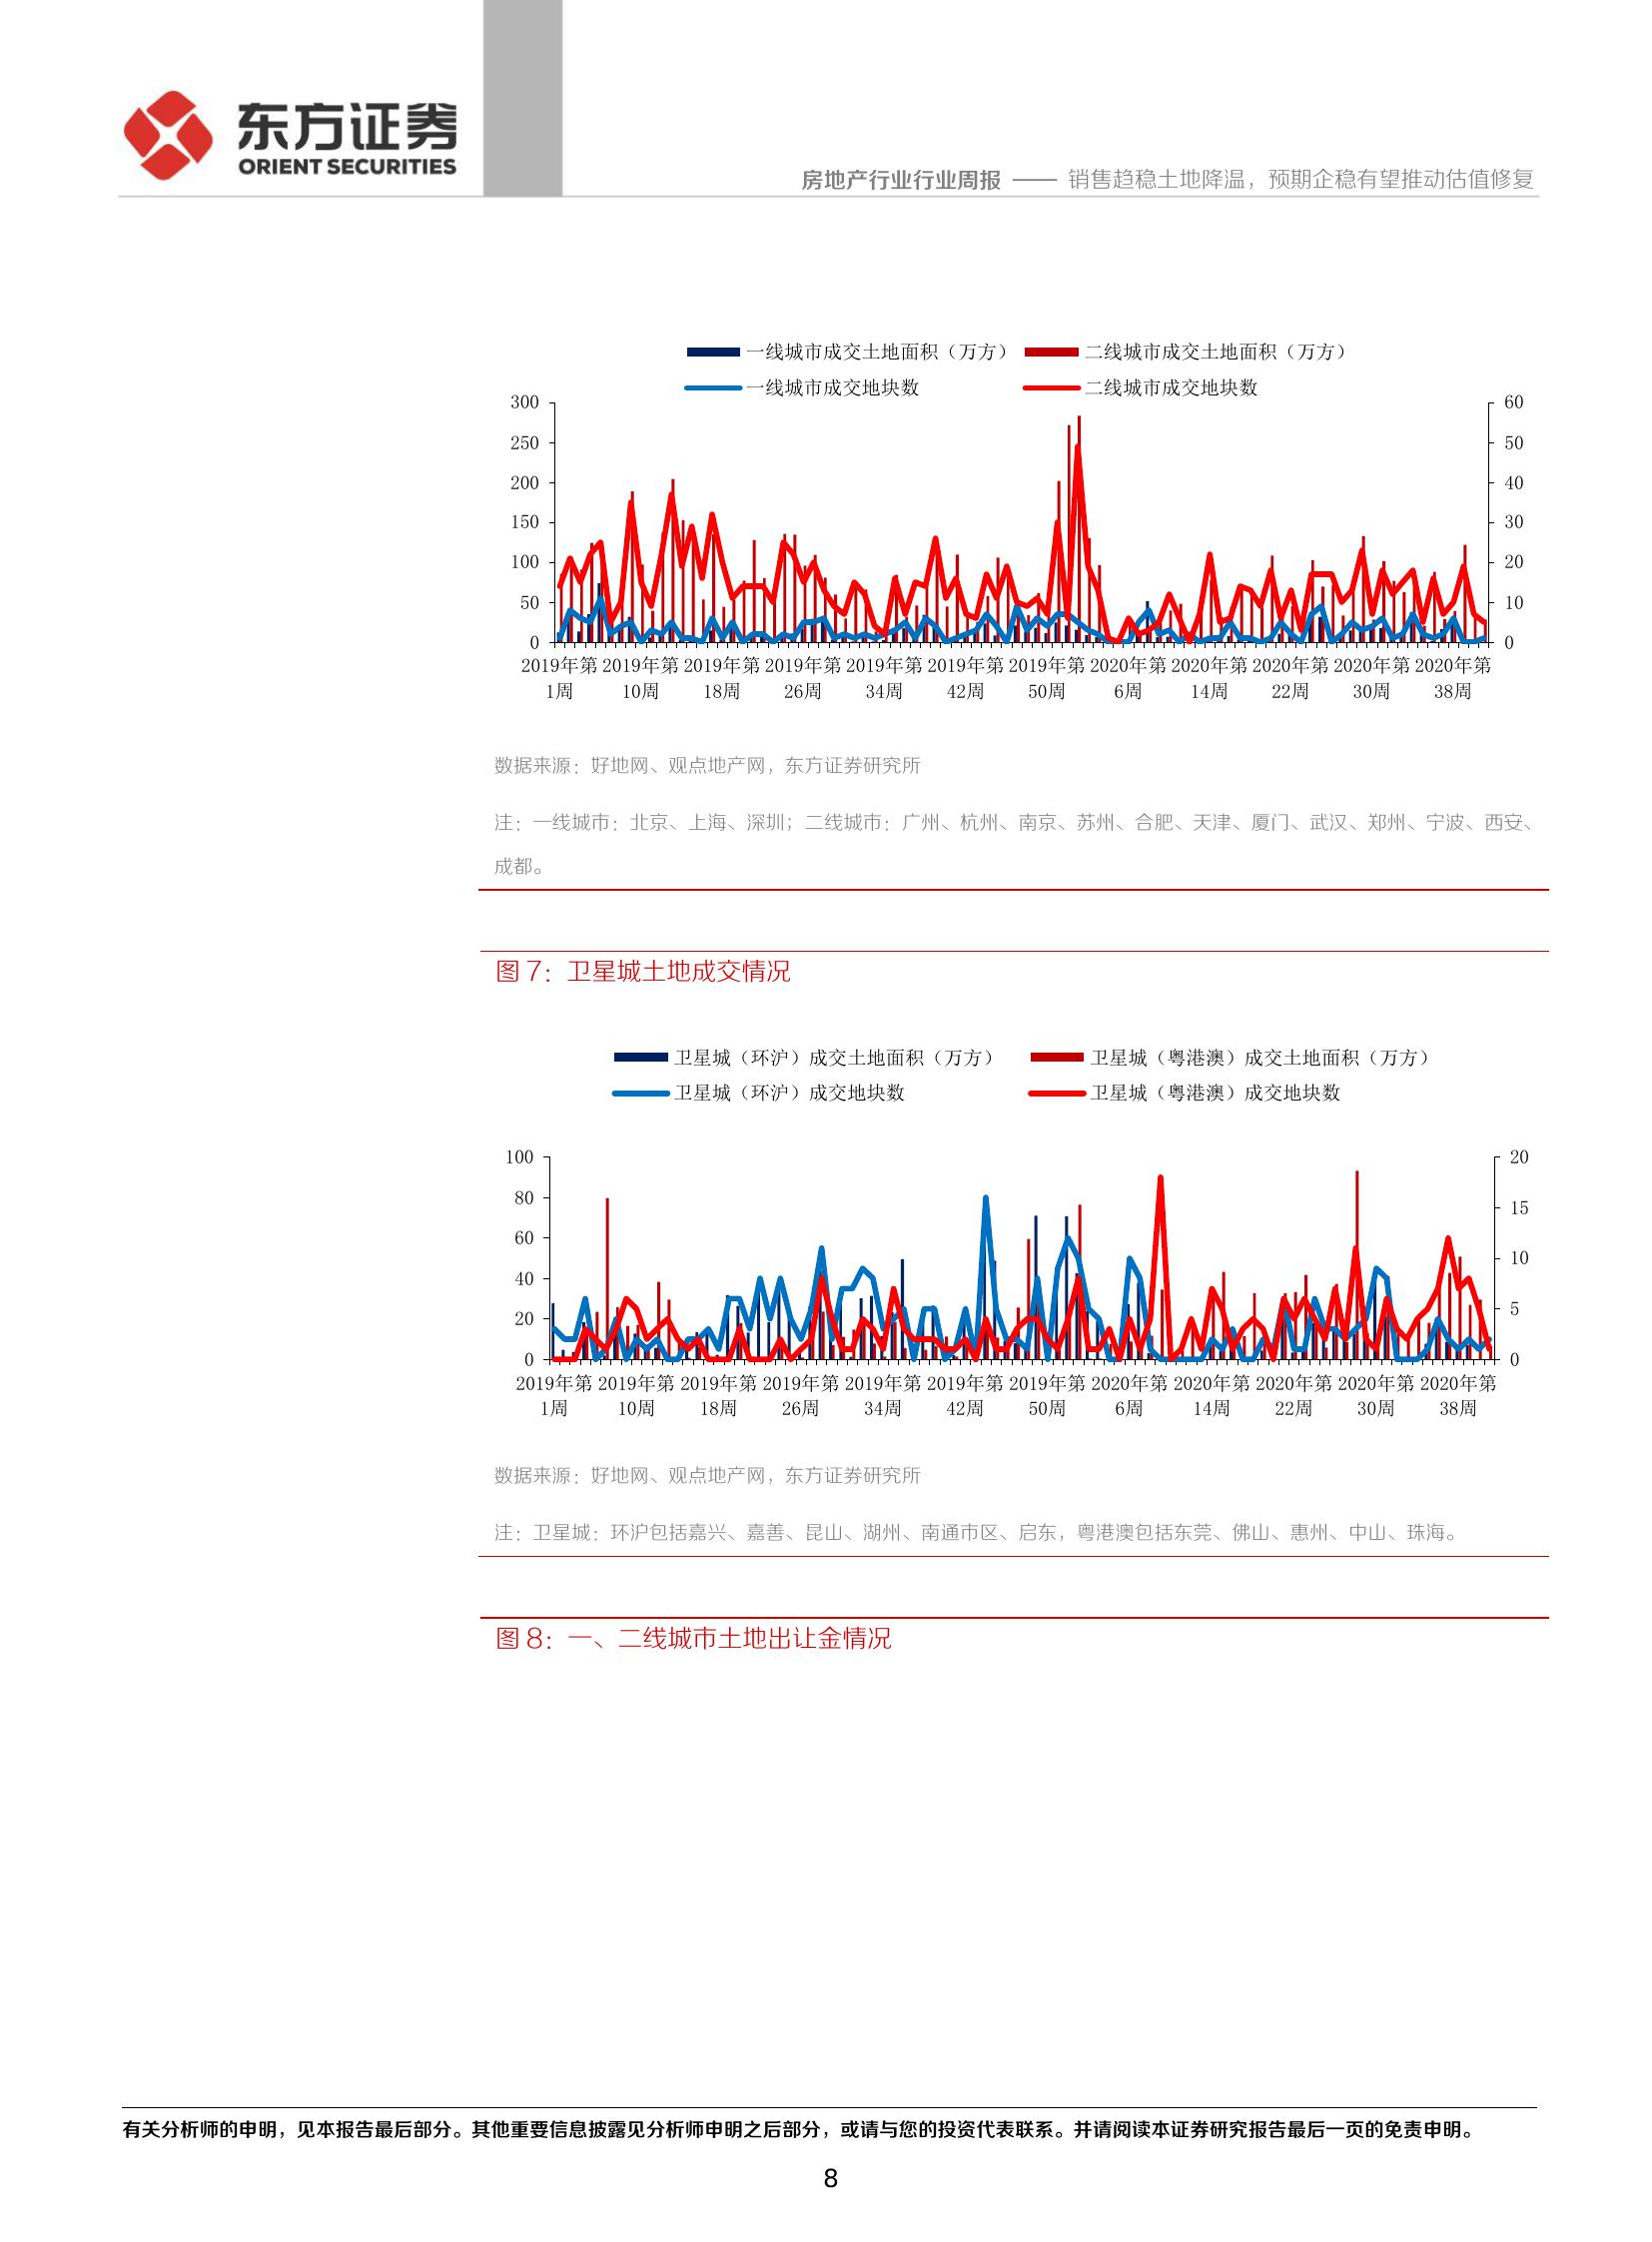 东方证券
ORIENT SECURITIES
房地产行业行业周报 —— 销售趋稳土地降温，预期企稳有望推动估值修复
一线城市成交土地面积（万方） 二线城市成交土地面积（万方）
一线城市成交地块数 二线城市成交地块数
300 60
250 50
200 40
150 30
100 20
50 10
0 0
2019年第 2019年第 2019年第 2019年第 2019年第 2019年第 2019年第 2020年第 2020年第 2020年第 2020年第 2020年第
1周 10周 18周 26周 34周 42周 50周 6周 14周 22周 30周 38周
数据来源：好地网、观点地产网，东方证券研究所
注：一线城市：北京、上海、深圳；二线城市：广州、杭州、南京、苏州、合肥、天津、厦门、武汉、郑州、宁波、西安、
成都。
图 7：卫星城土地成交情况
卫星城（环沪）成交土地面积（万方） 卫星城（粤港澳）成交土地面积（万方）
卫星城（环沪）成交地块数 卫星城（粤港澳）成交地块数
100 20
80 15
60 10
40 5
20 0
0
2019年第 2019年第 2019年第 2019年第 2019年第 2019年第 2019年第 2020年第 2020年第 2020年第 2020年第 2020年第
1周 10周 18周 26周 34周 42周 50周 6周 14周 22周 30周 38周
数据来源：好地网、观点地产网，东方证券研究所
注：卫星城：环沪包括嘉兴、嘉善、昆山、湖州、南通市区、启东，粤港澳包括东莞、佛山、惠州、中山、珠海。
图 8：一、二线城市土地出让金情况
有关分析师的申明，见本报告最后部分。其他重要信息披露见分析师申明之后部分，或请与您的投资代表联系。并请阅读本证券研究报告最后一页的免责申明。
8